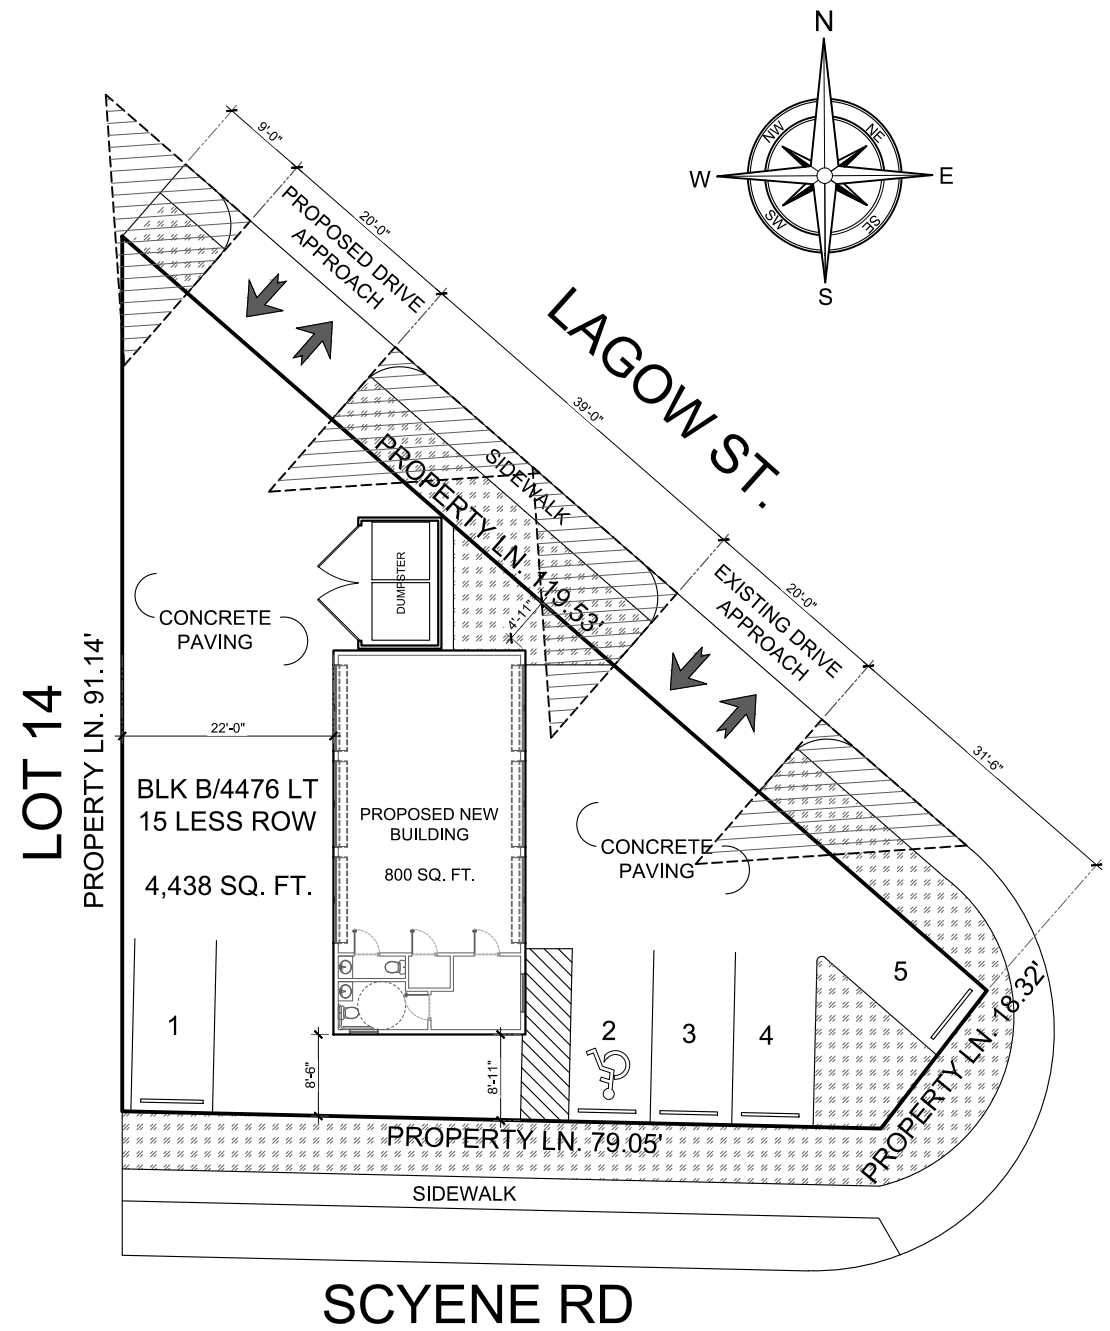 N
NW
NE
W
E
SW
SE
S
9'-0"
PROPOSED DRIVE
APPROACH
20'-0"
LAGOW ST.
39'-0"
SIDEWALK
PROPERTY LN. 119.53'
EXISTING DRIVE
APPROACH
20'-0"
31'-6"
DUMPSTER
4'-11"
CONCRETE
PAVING
LOT 14
PROPERTY LN. 91.14'
22'-0"
BLK B/4476 LT
15 LESS ROW
4,438 SQ. FT.
PROPOSED NEW
BUILDING
800 SQ. FT.
CONCRETE
PAVING
1
2
3
4
5
8'-6"
8'-11"
PROPERTY LN. 18.32'
PROPERTY LN. 79.05'
SIDEWALK
SCYENE RD